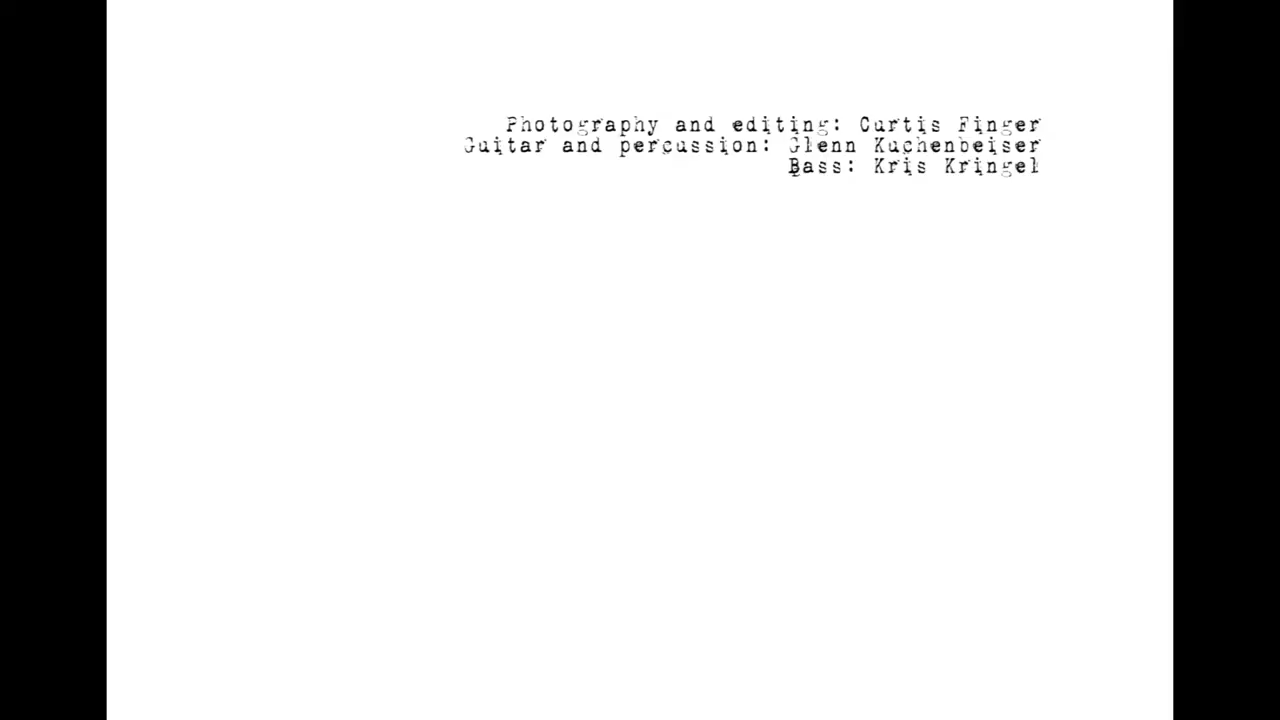 Photography and editing: Curtis Finger
Guitar and percussion: Glenn Kuchenbeiser
Bass: Kris Kringel